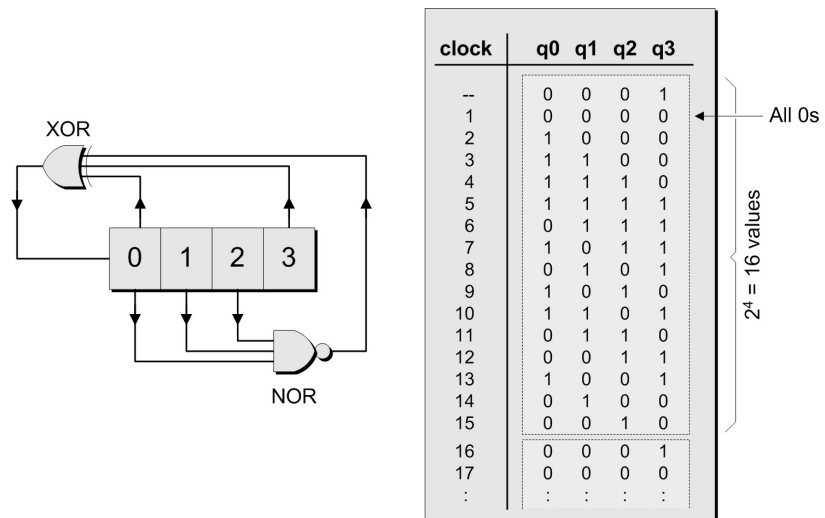 XOR
0 1 2 3
NOR
clock q0 q1 q2 q3
-- 0 0 0 1
1 0 0 0 0
2 1 0 0 0
3 1 1 0 0
4 1 1 1 0
5 1 1 1 1
6 0 1 1 1
7 1 0 1 1
8 0 1 0 1
9 1 0 1 0
10 1 1 0 1
11 0 1 1 0
12 0 0 1 1
13 1 0 0 1
14 0 1 0 0
15 0 0 1 0
16 0 0 0 1
17 0 0 0 0
: : : : :
All 0s
2⁴ = 16 values